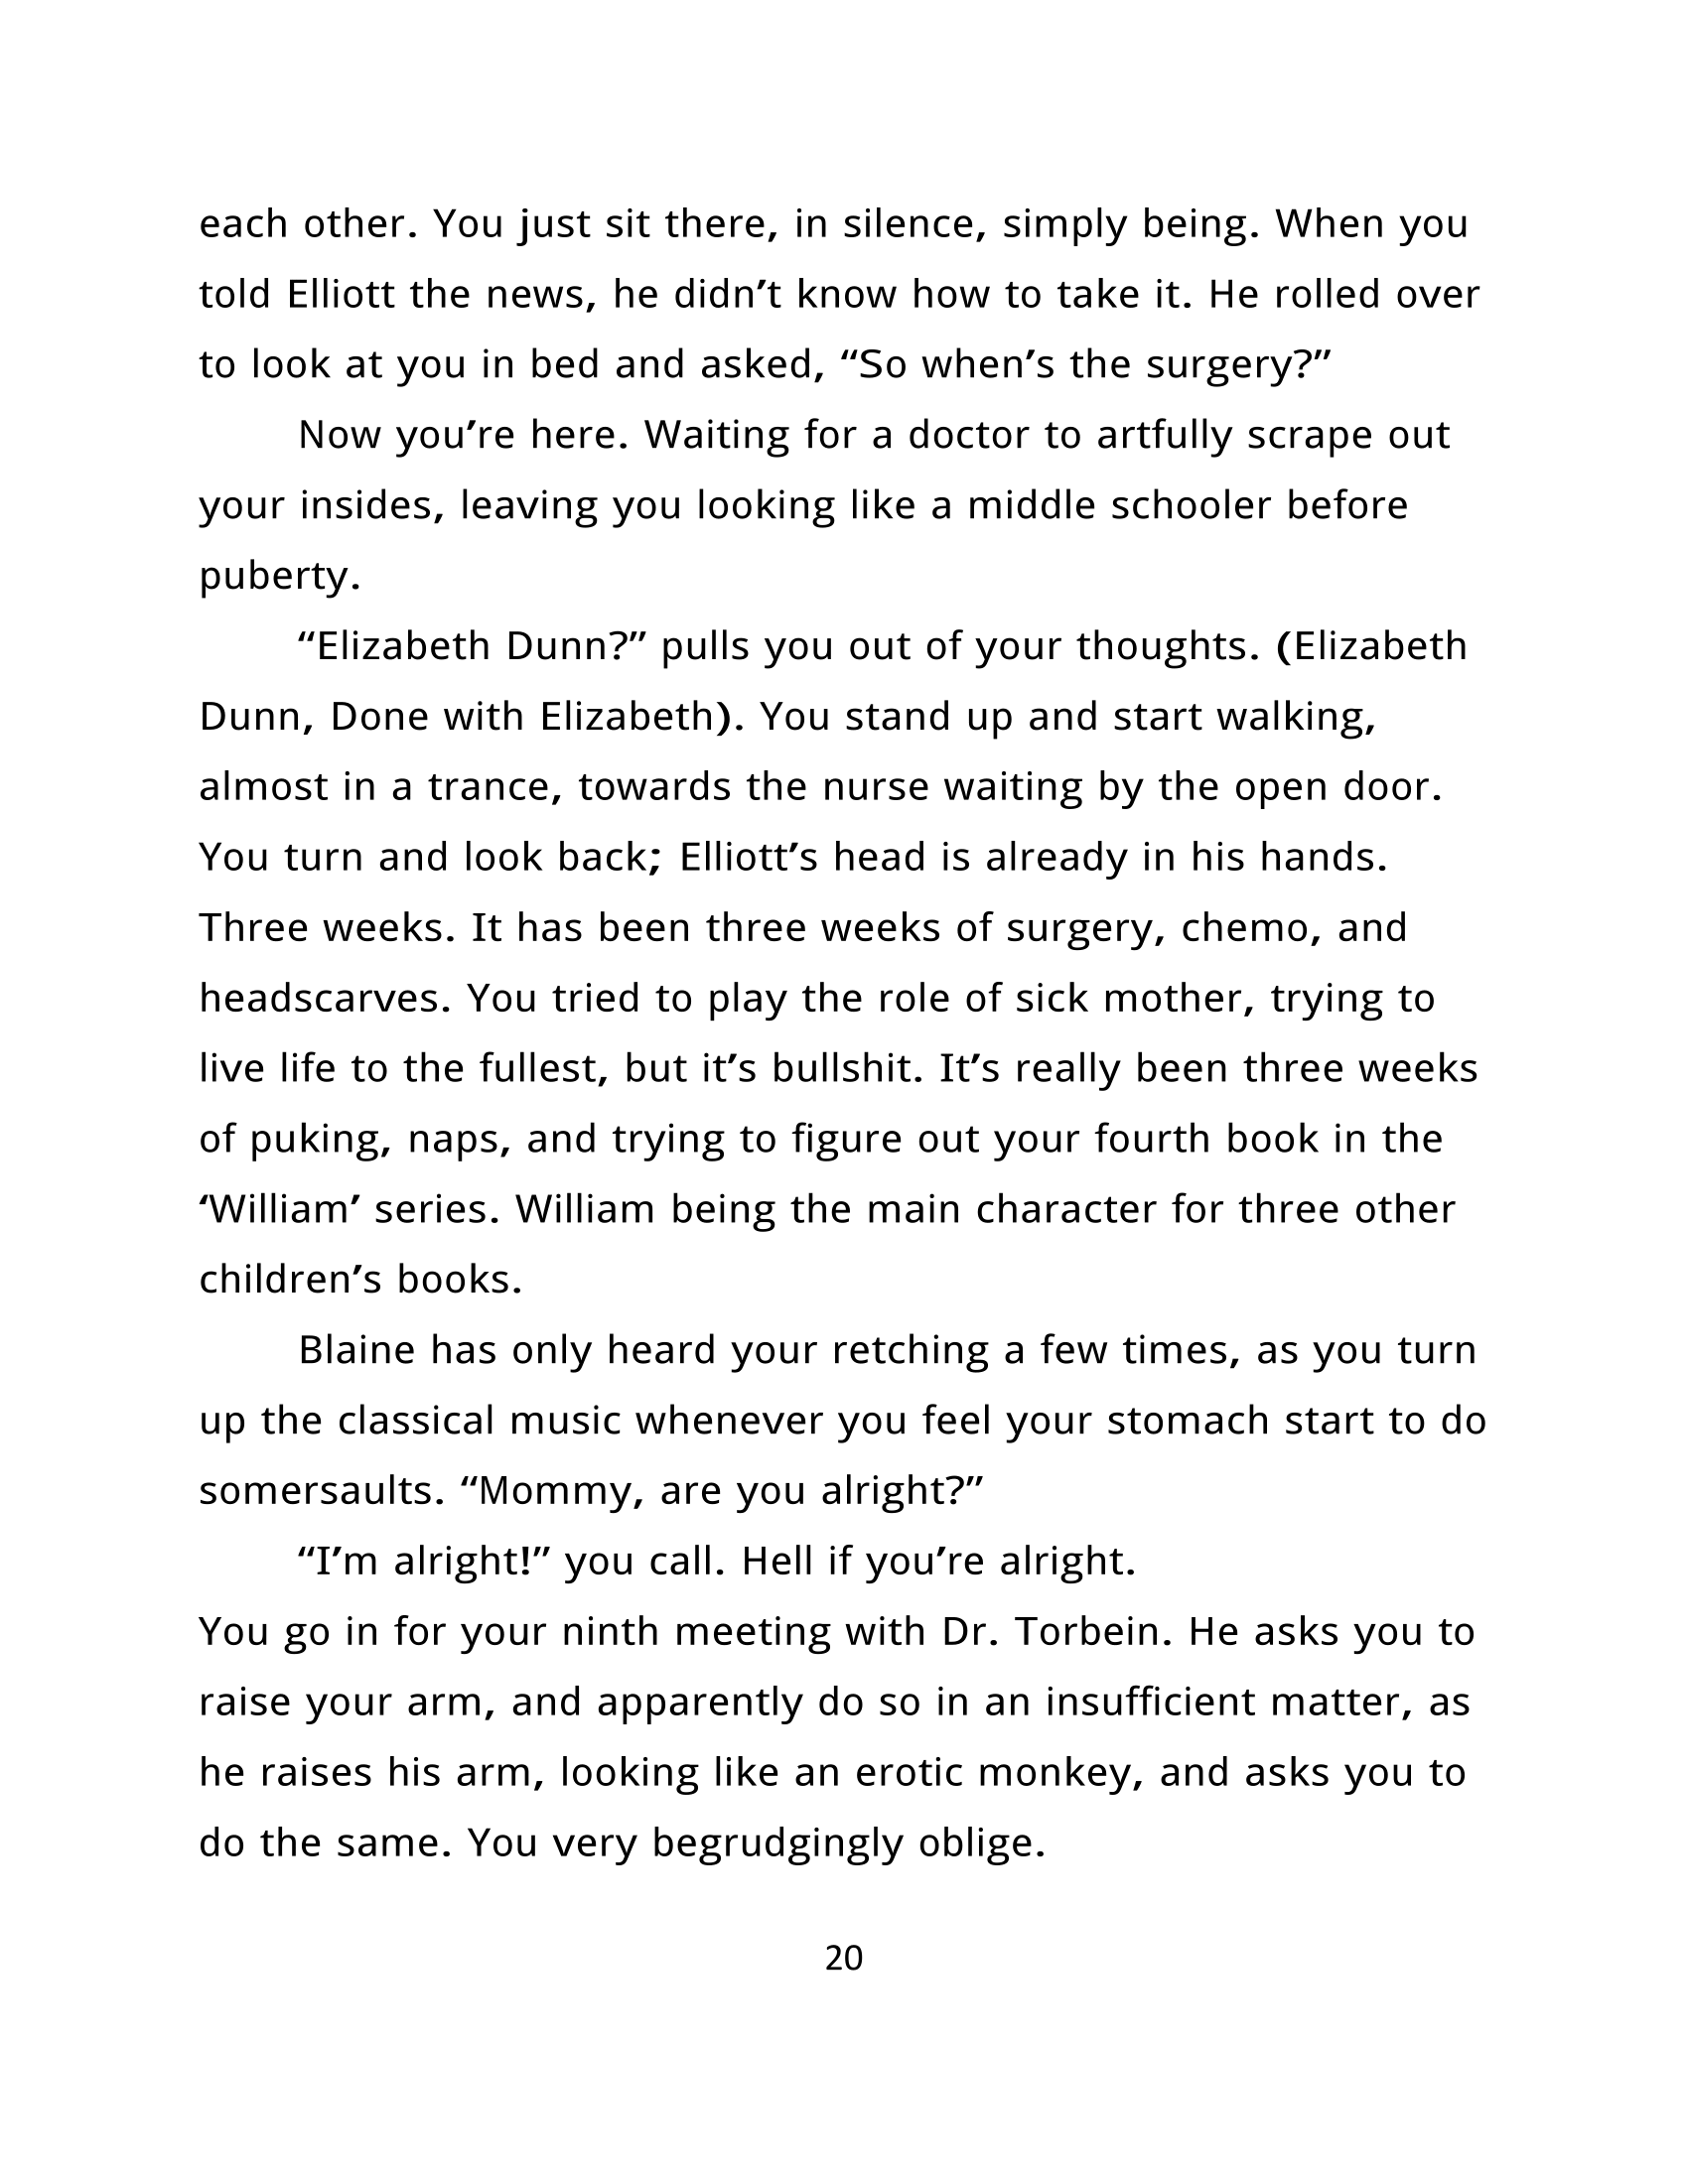 each other. You just sit there, in silence, simply being. When you
told Elliott the news, he didn’t know how to take it. He rolled over
to look at you in bed and asked, “So when’s the surgery?”
Now you’re here. Waiting for a doctor to artfully scrape out
your insides, leaving you looking like a middle schooler before
puberty.
“Elizabeth Dunn?” pulls you out of your thoughts. (Elizabeth
Dunn, Done with Elizabeth). You stand up and start walking,
almost in a trance, towards the nurse waiting by the open door.
You turn and look back; Elliott’s head is already in his hands.
Three weeks. It has been three weeks of surgery, chemo, and
headscarves. You tried to play the role of sick mother, trying to
live life to the fullest, but it’s bullshit. It’s really been three weeks
of puking, naps, and trying to figure out your fourth book in the
‘William’ series. William being the main character for three other
children’s books.
Blaine has only heard your retching a few times, as you turn
up the classical music whenever you feel your stomach start to do
somersaults. “Mommy, are you alright?”
“I’m alright!” you call. Hell if you’re alright.
You go in for your ninth meeting with Dr. Torbein. He asks you to
raise your arm, and apparently do so in an insufficient matter, as
he raises his arm, looking like an erotic monkey, and asks you to
do the same. You very begrudgingly oblige.
20